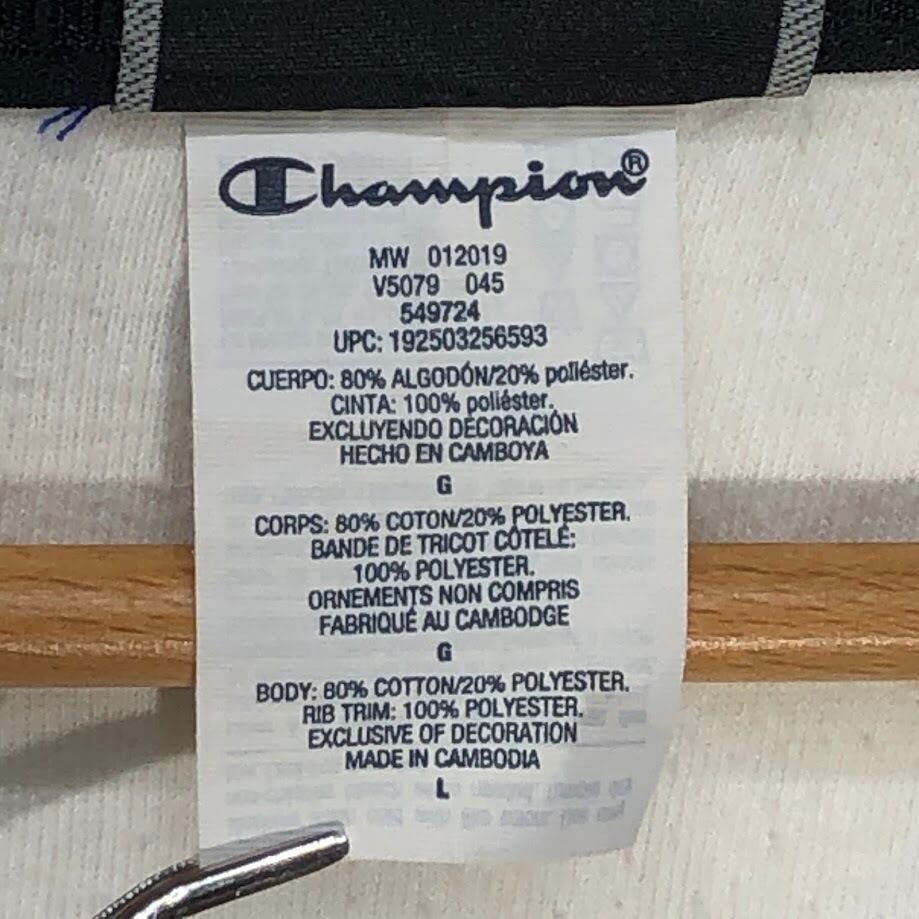 Champion®
MW 012019
V5079 045
549724
UPC: 192503256593
CUERPO: 80% ALGODÓN/20% poliéster.
CINTA: 100% poliéster.
EXCLUYENDO DECORACIÓN
HECHO EN CAMBOYA
G
CORPS: 80% COTON/20% POLYESTER.
BANDE DE TRICOT CÔTELÉ:
100% POLYESTER.
ORNEMENTS NON COMPRIS
FABRIQUÉ AU CAMBODGE
G
BODY: 80% COTTON/20% POLYESTER.
RIB TRIM: 100% POLYESTER.
EXCLUSIVE OF DECORATION
MADE IN CAMBODIA
L